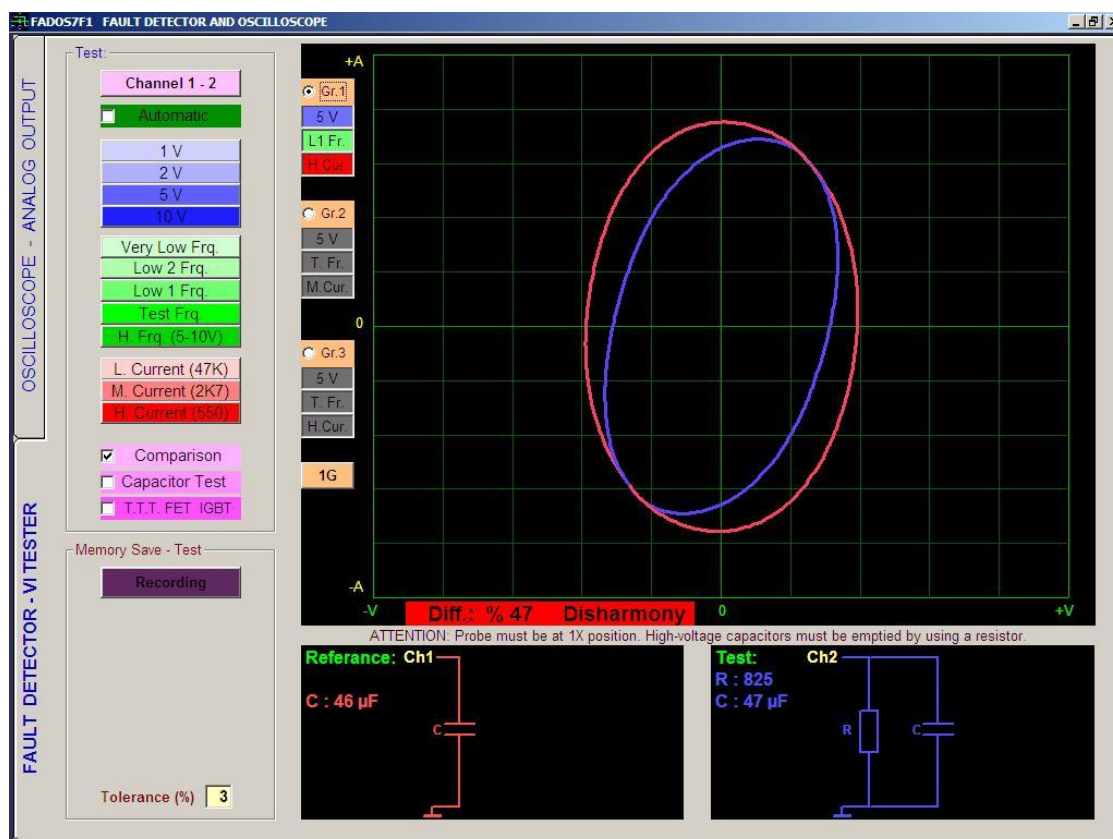 FADOS7F1 FAULT DETECTOR AND OSCILLOSCOPE
OSCILLOSCOPE - ANALOG OUTPUT
FAULT DETECTOR - VI TESTER
Test:
Channel 1 - 2
Automatic
1 V
2 V
5 V
10 V
Very Low Frq.
Low 2 Frq.
Low 1 Frq.
Test Frq.
H. Frq. (5-10V)
L. Current (47K)
M. Current (2K7)
H. Current (550)
Comparison
Capacitor Test
T.T.T. FET IGBT
Memory Save - Test
Recording
Tolerance (%) 3
Gr.1
5 V
L1 Fr.
H.Cur.
Gr.2
5 V
T. Fr.
M.Cur.
Gr.3
5 V
T. Fr.
H.Cur.
1G
+A
0
-A
-V
Diff.: % 47 Disharmony
0
+V
ATTENTION: Probe must be at 1X position. High-voltage capacitors must be emptied by using a resistor.
Referance: Ch1
C : 46 µF
C
Test: Ch2
R : 825
C : 47 µF
R
C